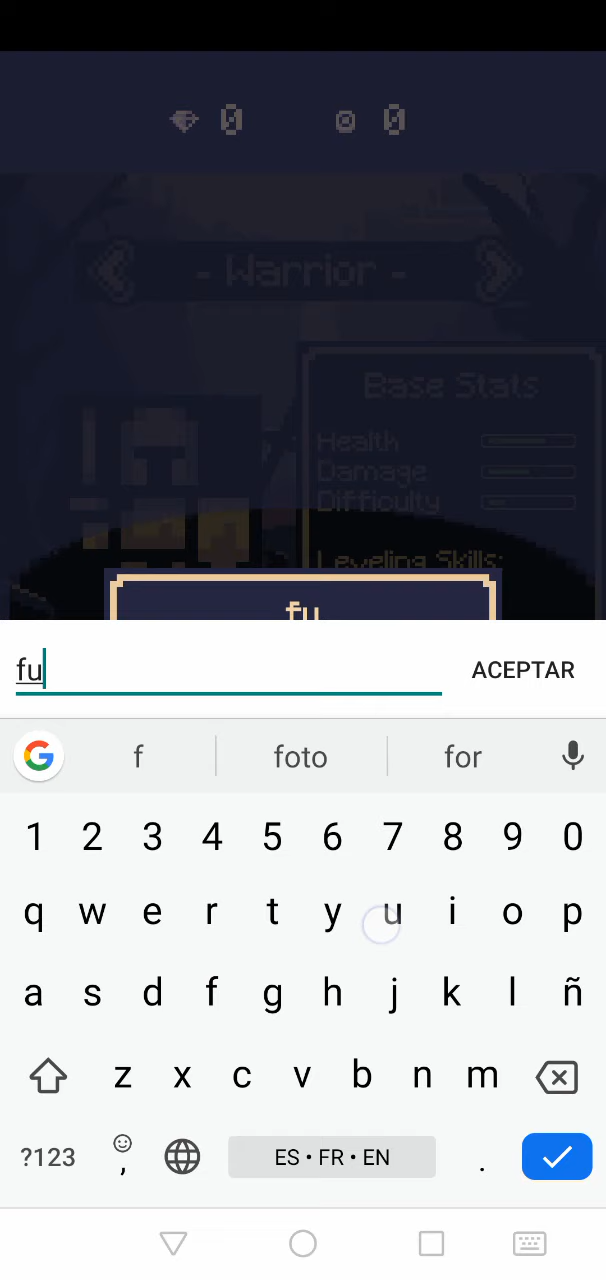 0 0
- Warrior -
Base Stats
Health
Damage
Difficulty
Leveling Skills:
fu
fu ACEPTAR
f foto for
1 2 3 4 5 6 7 8 9 0
q w e r t y u i o p
a s d f g h j k l ñ
z x c v b n m
?123 , ES • FR • EN .